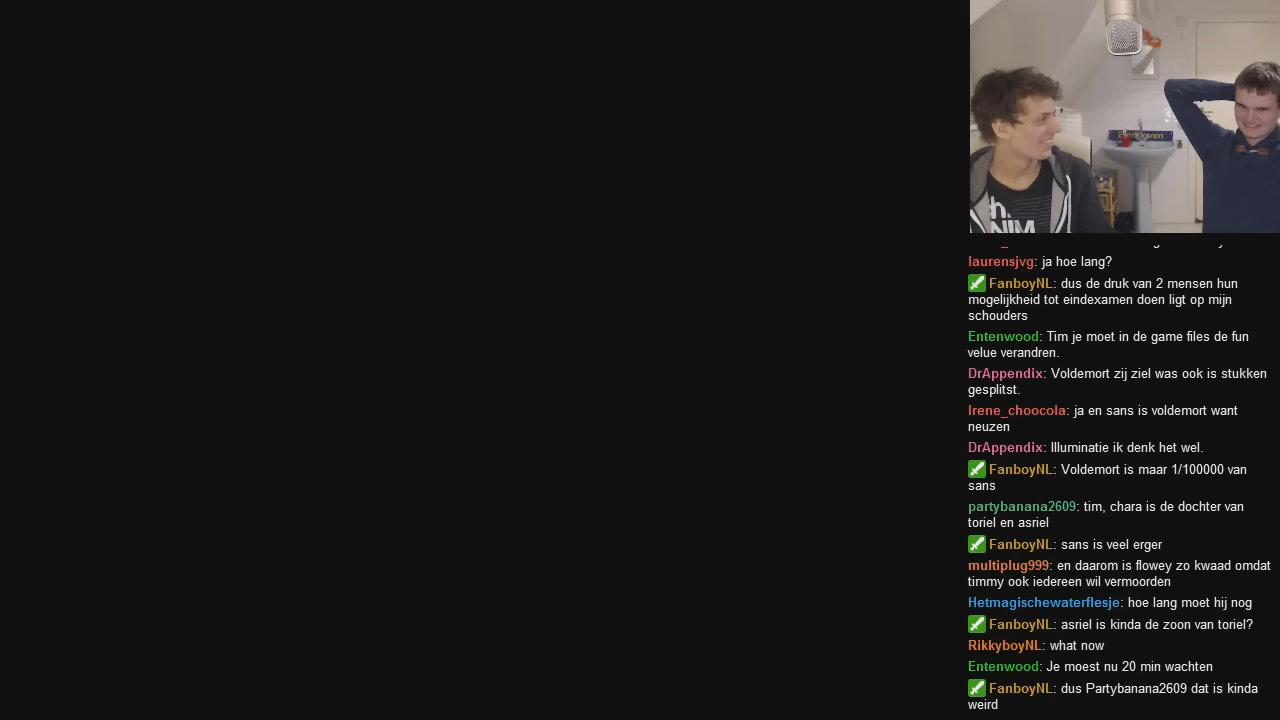 Eindhoven
laurensjvg: ja hoe lang?
FanboyNL: dus de druk van 2 mensen hun
mogelijkheid tot eindexamen doen ligt op mijn
schouders
Entenwood: Tim je moet in de game files de fun
velue verandren.
DrAppendix: Voldemort zij ziel was ook is stukken
gesplitst.
Irene_choocola: ja en sans is voldemort want
neuzen
DrAppendix: Illuminatie ik denk het wel.
FanboyNL: Voldemort is maar 1/100000 van
sans
partybanana2609: tim, chara is de dochter van
toriel en asriel
FanboyNL: sans is veel erger
multiplug999: en daarom is flowey zo kwaad omdat
timmy ook iedereen wil vermoorden
Hetmagischewaterflesje: hoe lang moet hij nog
FanboyNL: asriel is kinda de zoon van toriel?
RikkyboyNL: what now
Entenwood: Je moest nu 20 min wachten
FanboyNL: dus Partybanana2609 dat is kinda
weird